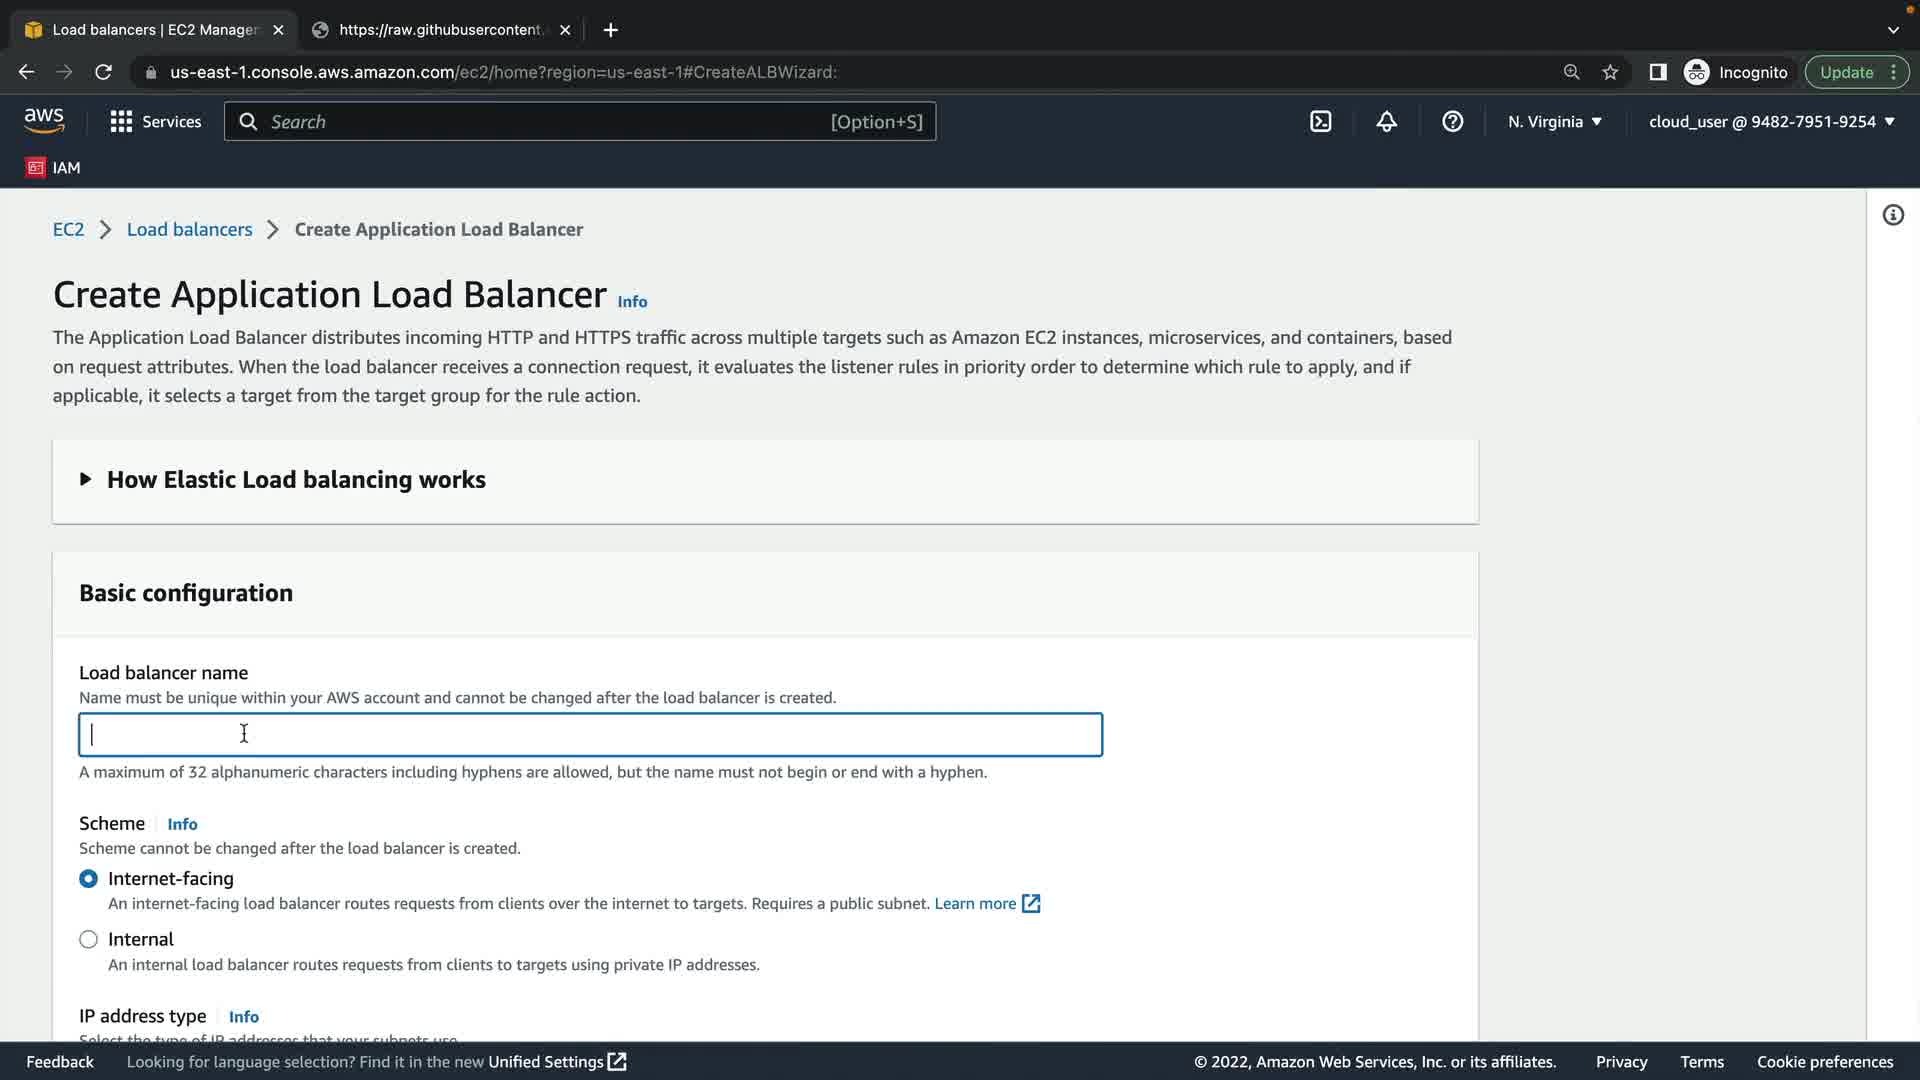 Load balancers | EC2 Manager
https://raw.githubusercontent.
us-east-1.console.aws.amazon.com/ec2/home?region=us-east-1#CreateALBWizard:
Incognito
Update
aws
Services
Search
[Option+S]
N. Virginia
cloud_user @ 9482-7951-9254
IAM
EC2
Load balancers
Create Application Load Balancer
Create Application Load Balancer Info
The Application Load Balancer distributes incoming HTTP and HTTPS traffic across multiple targets such as Amazon EC2 instances, microservices, and containers, based
on request attributes. When the load balancer receives a connection request, it evaluates the listener rules in priority order to determine which rule to apply, and if
applicable, it selects a target from the target group for the rule action.
How Elastic Load balancing works
Basic configuration
Load balancer name
Name must be unique within your AWS account and cannot be changed after the load balancer is created.
A maximum of 32 alphanumeric characters including hyphens are allowed, but the name must not begin or end with a hyphen.
Scheme Info
Scheme cannot be changed after the load balancer is created.
Internet-facing
An internet-facing load balancer routes requests from clients over the internet to targets. Requires a public subnet. Learn more
Internal
An internal load balancer routes requests from clients to targets using private IP addresses.
IP address type Info
Select the type of IP addresses that your subnets use.
Feedback
Looking for language selection? Find it in the new Unified Settings
© 2022, Amazon Web Services, Inc. or its affiliates.
Privacy
Terms
Cookie preferences